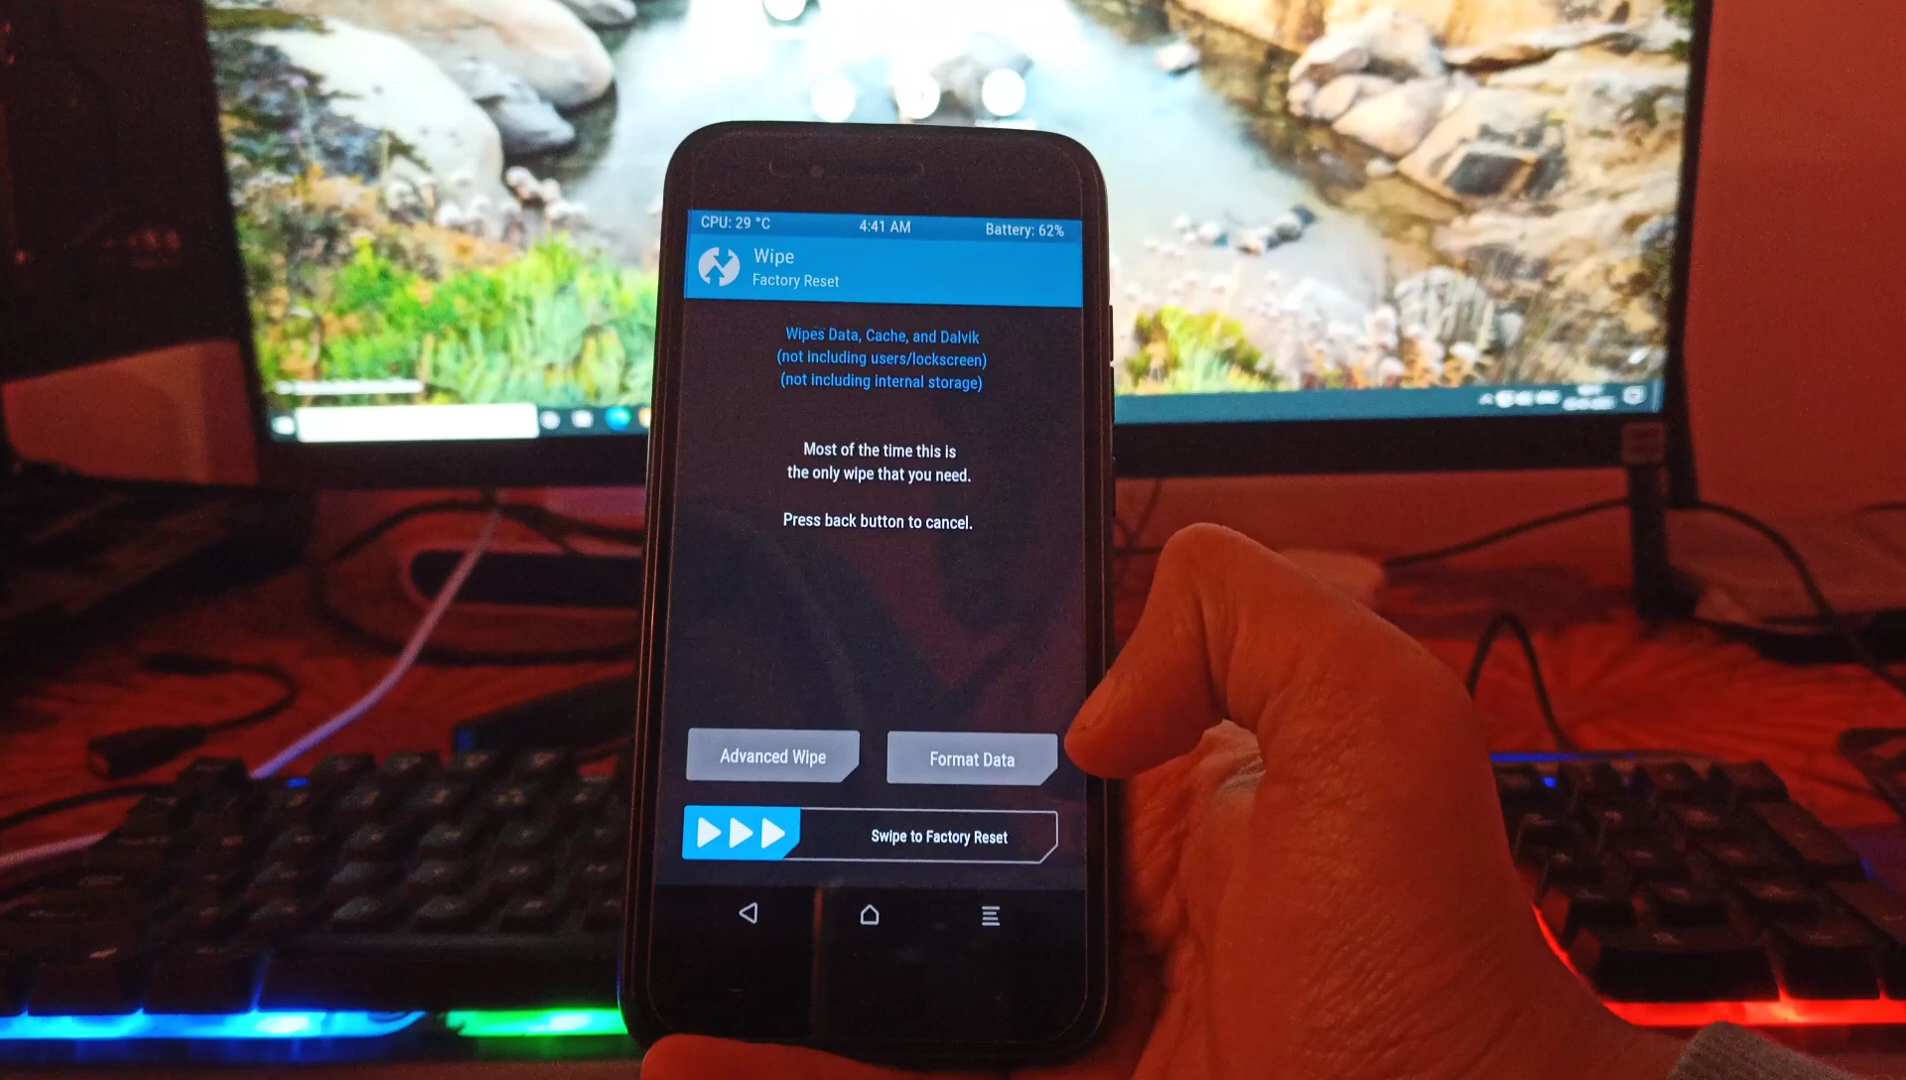 CPU: 29 °C 4:41 AM Battery: 62%
Wipe
Factory Reset
Wipes Data, Cache, and Dalvik
(not including users/lockscreen)
(not including internal storage)
Most of the time this is
the only wipe that you need.
Press back button to cancel.
Advanced Wipe Format Data
Swipe to Factory Reset